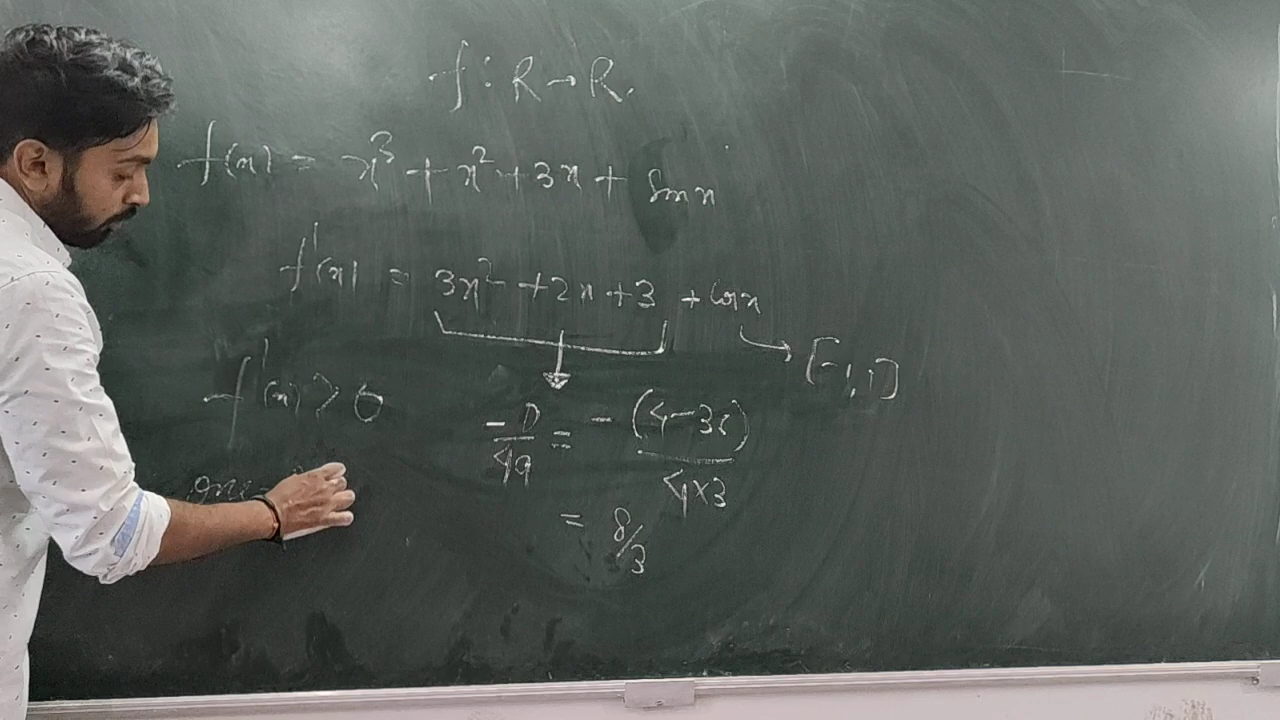 f : R → R.
f(x) = x³ + x² + 3x + sin x
f'(x) = 3x² + 2x + 3 + cos x
[-1, 1]
f'(x) > 0
-D/4a = -(4-36)/4×3
= 8/3